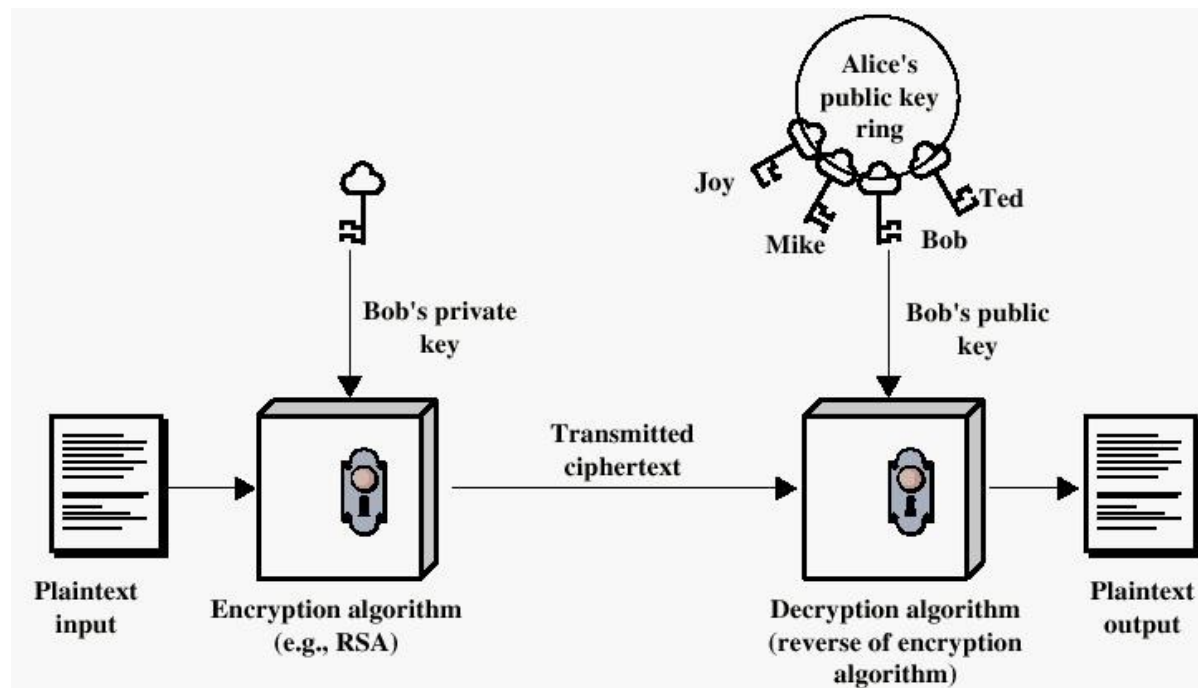 Alice's
public key
ring
Joy
Ted
Mike
Bob
Bob's private
key
Bob's public
key
Transmitted
ciphertext
Plaintext
input
Encryption algorithm
(e.g., RSA)
Decryption algorithm
(reverse of encryption
algorithm)
Plaintext
output